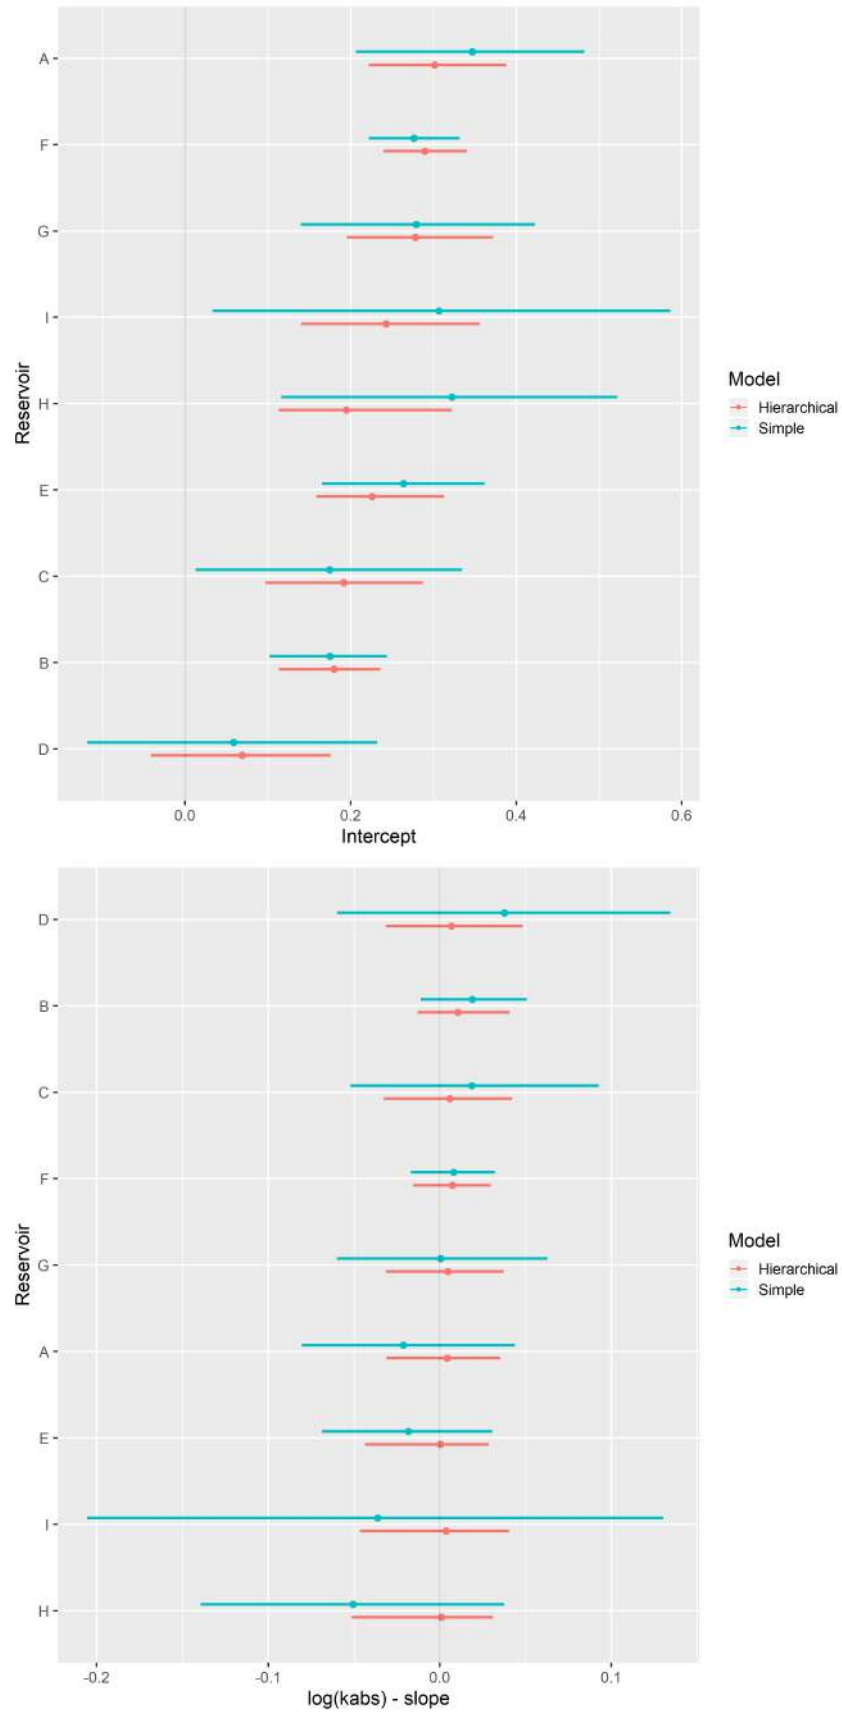 A
F
G
I
H
E
C
B
D
Reservoir
0.0 0.2 0.4 0.6
Intercept
Model
Hierarchical
Simple
D
B
C
F
G
A
E
I
H
Reservoir
-0.2 -0.1 0.0 0.1
log(kabs) - slope
Model
Hierarchical
Simple